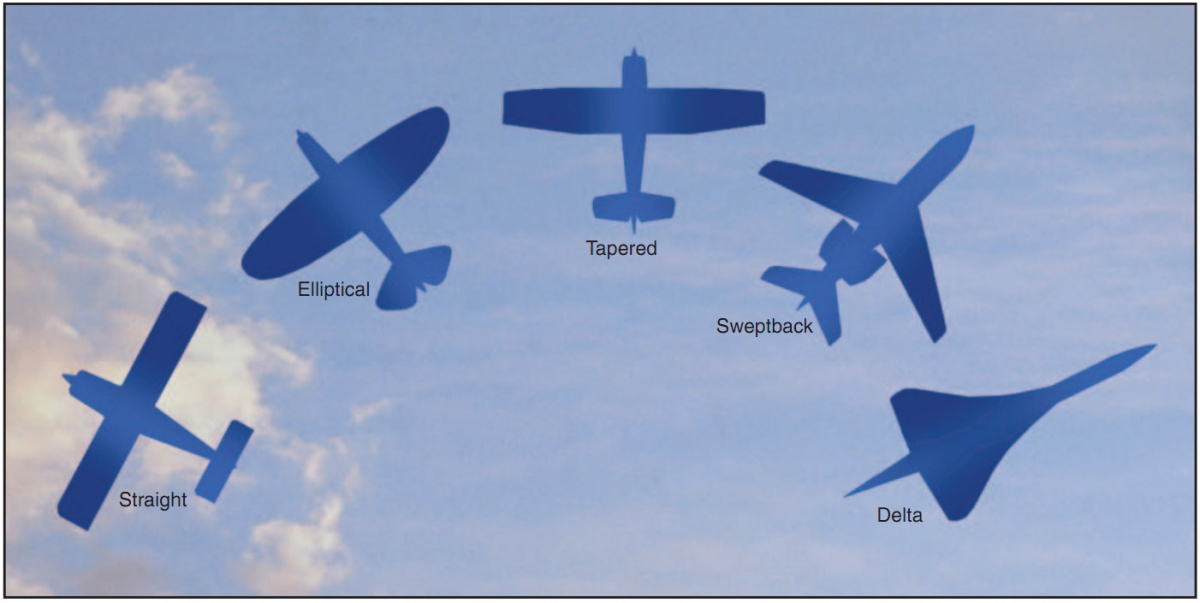 Tapered
Elliptical
Sweptback
Straight
Delta